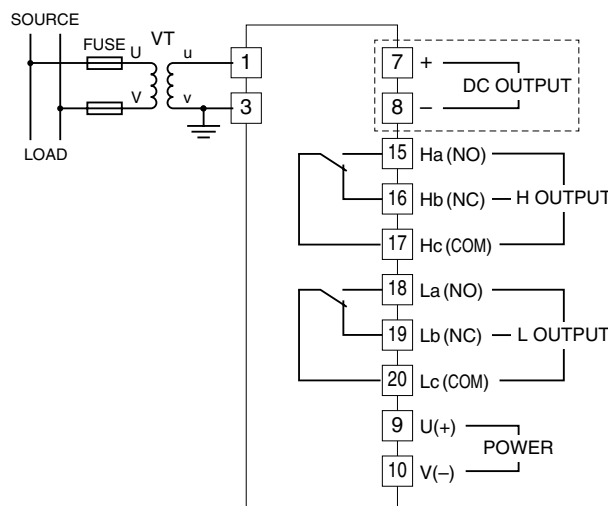 SOURCE
FUSE
VT
U
u
V
v
LOAD
1
3
7 + DC OUTPUT
8 –
15 Ha (NO)
16 Hb (NC) H OUTPUT
17 Hc (COM)
18 La (NO)
19 Lb (NC) L OUTPUT
20 Lc (COM)
9 U(+)
POWER
10 V(–)